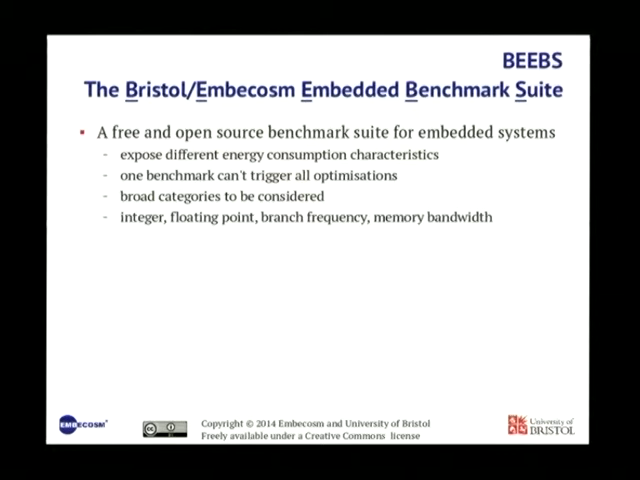 BEEBS
The Bristol/Embecosm Embedded Benchmark Suite
▪ A free and open source benchmark suite for embedded systems
- expose different energy consumption characteristics
- one benchmark can't trigger all optimisations
- broad categories to be considered
- integer, floating point, branch frequency, memory bandwidth
EMBECOSM®
Copyright © 2014 Embecosm and University of Bristol
Freely available under a Creative Commons license
University of
BRISTOL